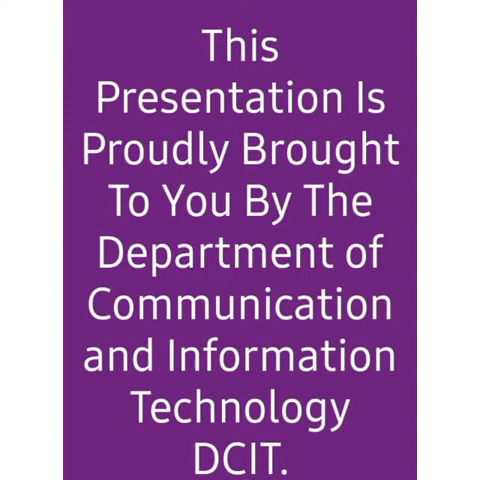 This
Presentation Is
Proudly Brought
To You By The
Department of
Communication
and Information
Technology
DCIT.